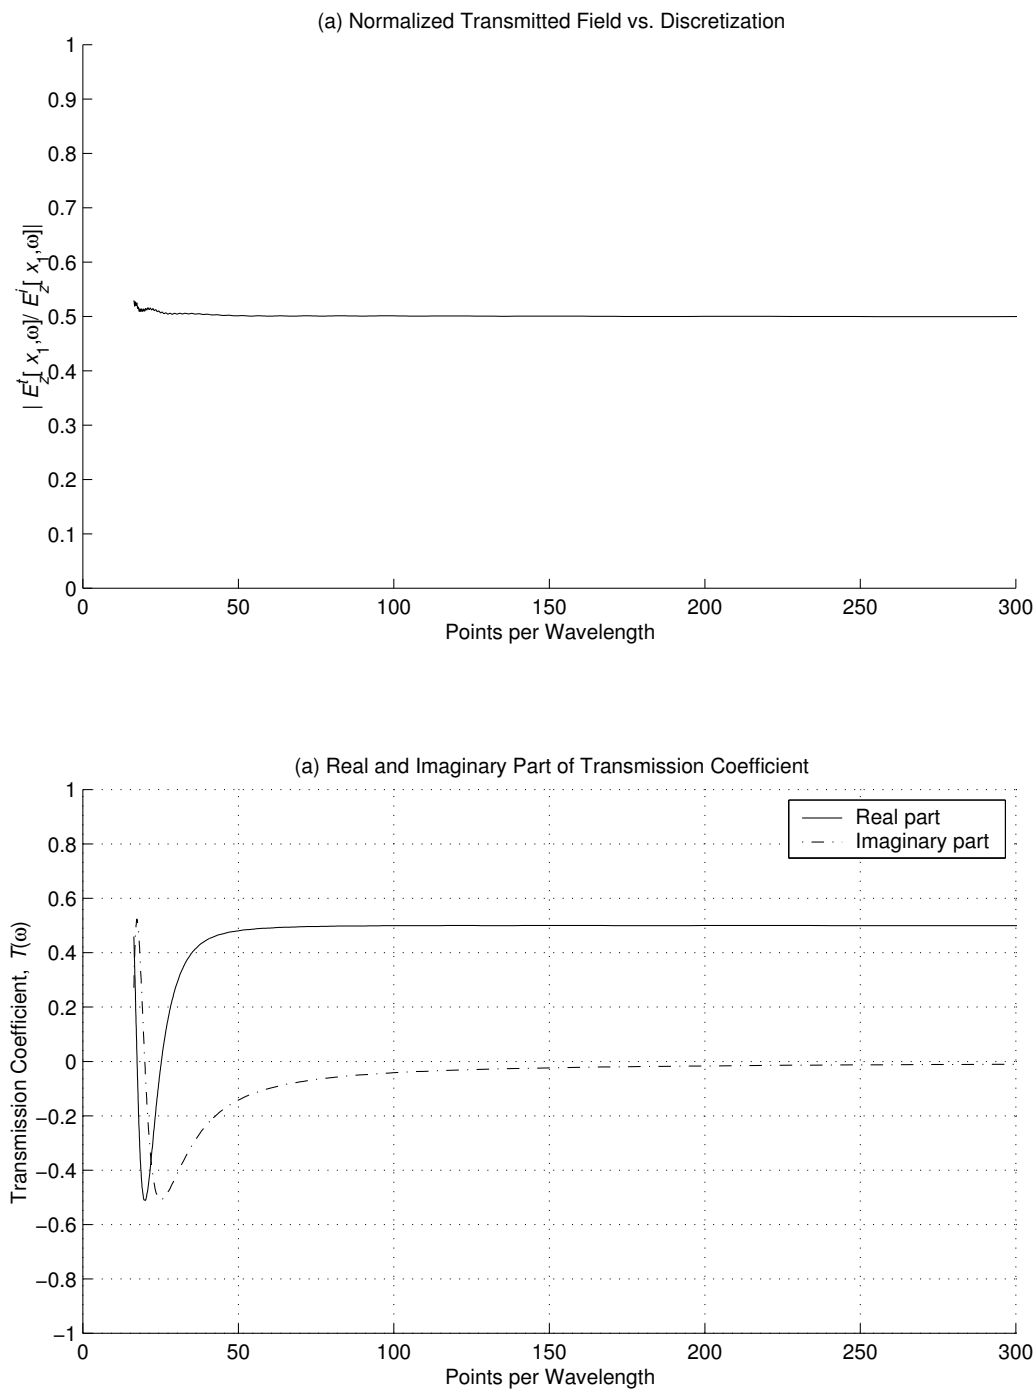 (a) Normalized Transmitted Field vs. Discretization
1
0.9
0.8
0.7
0.6
0.5
0.4
0.3
0.2
0.1
0
| E_z^t[ x_1,ω]/ E_z^i[ x_1,ω]|
0 50 100 150 200 250 300
Points per Wavelength
(a) Real and Imaginary Part of Transmission Coefficient
1
0.8
0.6
0.4
0.2
0
−0.2
−0.4
−0.6
−0.8
−1
Transmission Coefficient, T(ω)
Real part
Imaginary part
0 50 100 150 200 250 300
Points per Wavelength